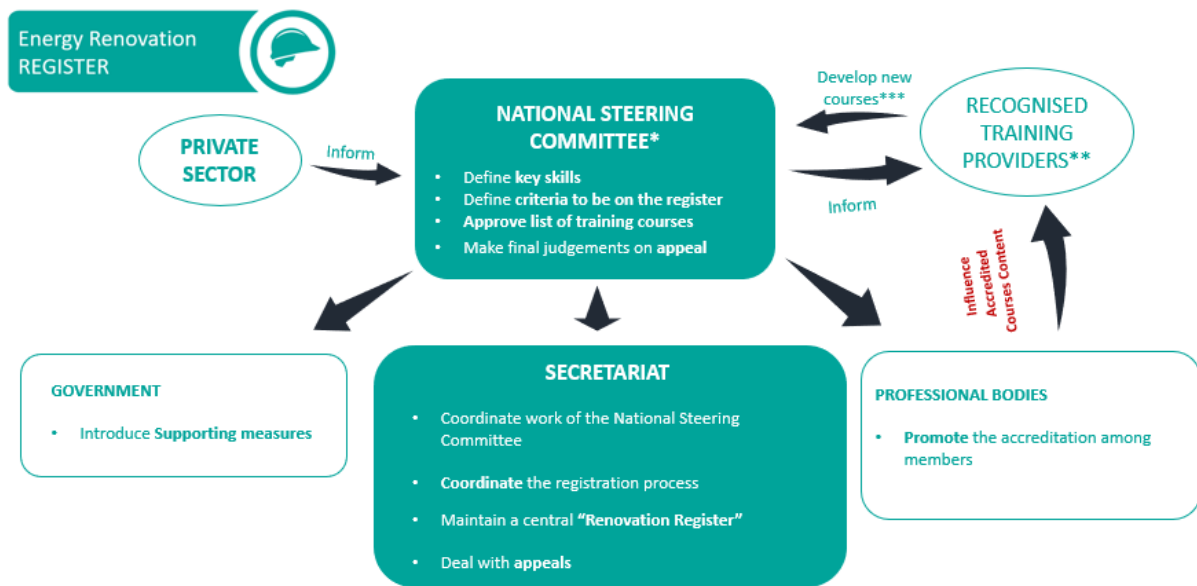 Energy Renovation
REGISTER
PRIVATE
SECTOR
Inform
NATIONAL STEERING
COMMITTEE*
• Define key skills
• Define criteria to be on the register
• Approve list of training courses
• Make final judgements on appeal
Develop new
courses***
Inform
RECOGNISED
TRAINING
PROVIDERS**
Influence
Accredited
Courses Content
GOVERNMENT
• Introduce Supporting measures
SECRETARIAT
• Coordinate work of the National Steering
Committee
• Coordinate the registration process
• Maintain a central “Renovation Register”
• Deal with appeals
PROFESSIONAL BODIES
• Promote the accreditation among
members